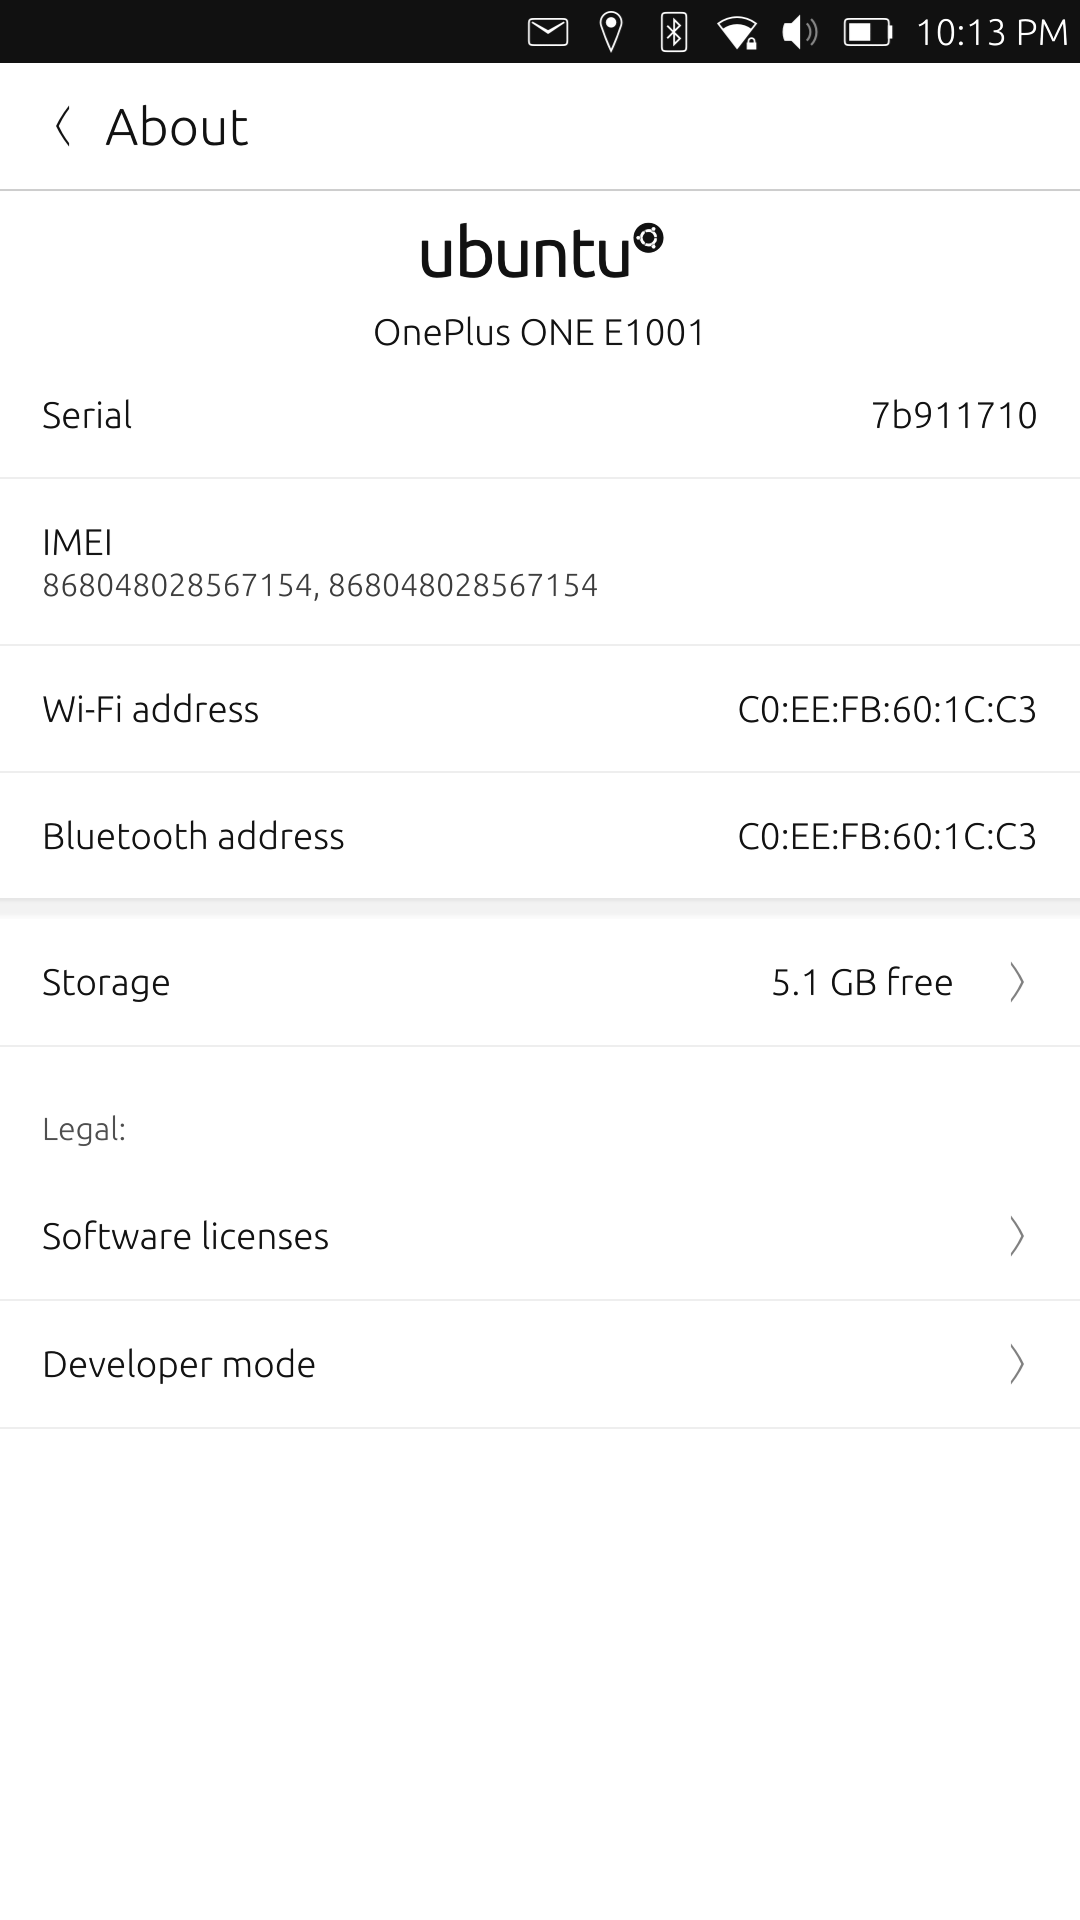 10:13 PM
About
ubuntu
OnePlus ONE E1001
Serial 7b911710
IMEI
868048028567154, 868048028567154
Wi-Fi address C0:EE:FB:60:1C:C3
Bluetooth address C0:EE:FB:60:1C:C3
Storage 5.1 GB free
Legal:
Software licenses
Developer mode